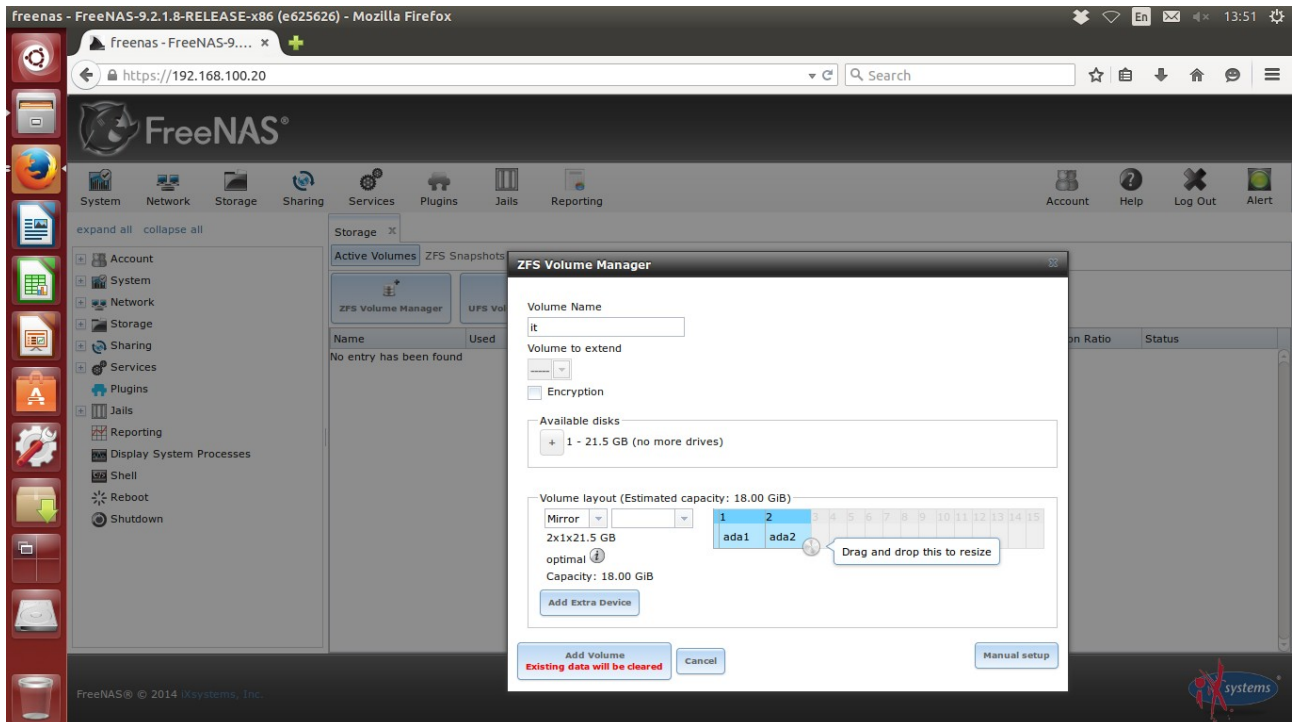 freenas - FreeNAS-9.2.1.8-RELEASE-x86 (e625626) - Mozilla Firefox
En
13:51
freenas - FreeNAS-9....
https://192.168.100.20
Search
FreeNAS®
System
Network
Storage
Sharing
Services
Plugins
Jails
Reporting
Account
Help
Log Out
Alert
expand all collapse all
Account
System
Network
Storage
Sharing
Services
Plugins
Jails
Reporting
Display System Processes
Shell
Reboot
Shutdown
Storage
Active Volumes ZFS Snapshots
ZFS Volume Manager
UFS Vol
Name
Used
on Ratio
Status
No entry has been found
ZFS Volume Manager
Volume Name
it
Volume to extend
-----
Encryption
Available disks
+ 1 - 21.5 GB (no more drives)
Volume layout (Estimated capacity: 18.00 GiB)
Mirror
1 2 3 4 5 6 7 8 9 10 11 12 13 14 15
2x1x21.5 GB
ada1 ada2
Drag and drop this to resize
optimal
Capacity: 18.00 GiB
Add Extra Device
Add Volume
Existing data will be cleared
Cancel
Manual setup
FreeNAS® © 2014 iXsystems, Inc.
iXsystems